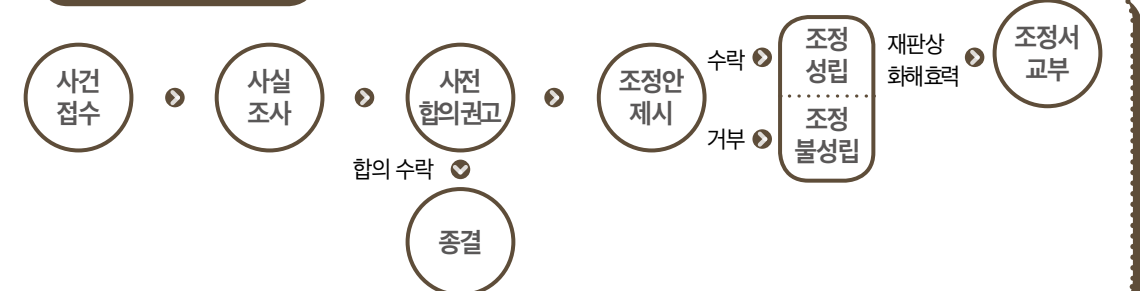 사건
접수
사실
조사
사전
합의권고
합의 수락
종결
조정안
제시
수락
거부
조정
성립
조정
불성립
재판상
화해효력
조정서
교부